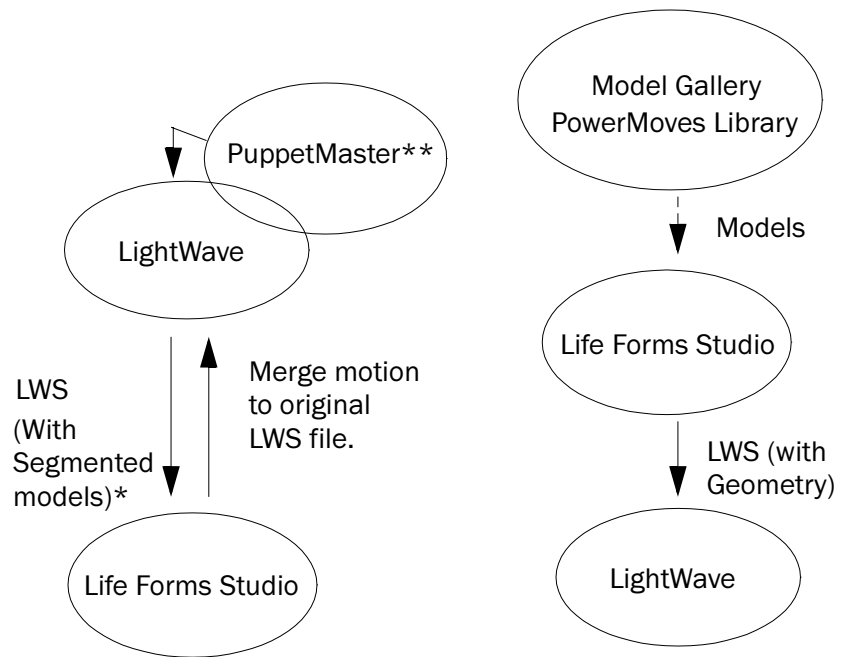 PuppetMaster**
LightWave
LWS
(With
Segmented
models)*
Merge motion
to original
LWS file.
Life Forms Studio
Model Gallery
PowerMoves Library
Models
Life Forms Studio
LWS (with
Geometry)
LightWave